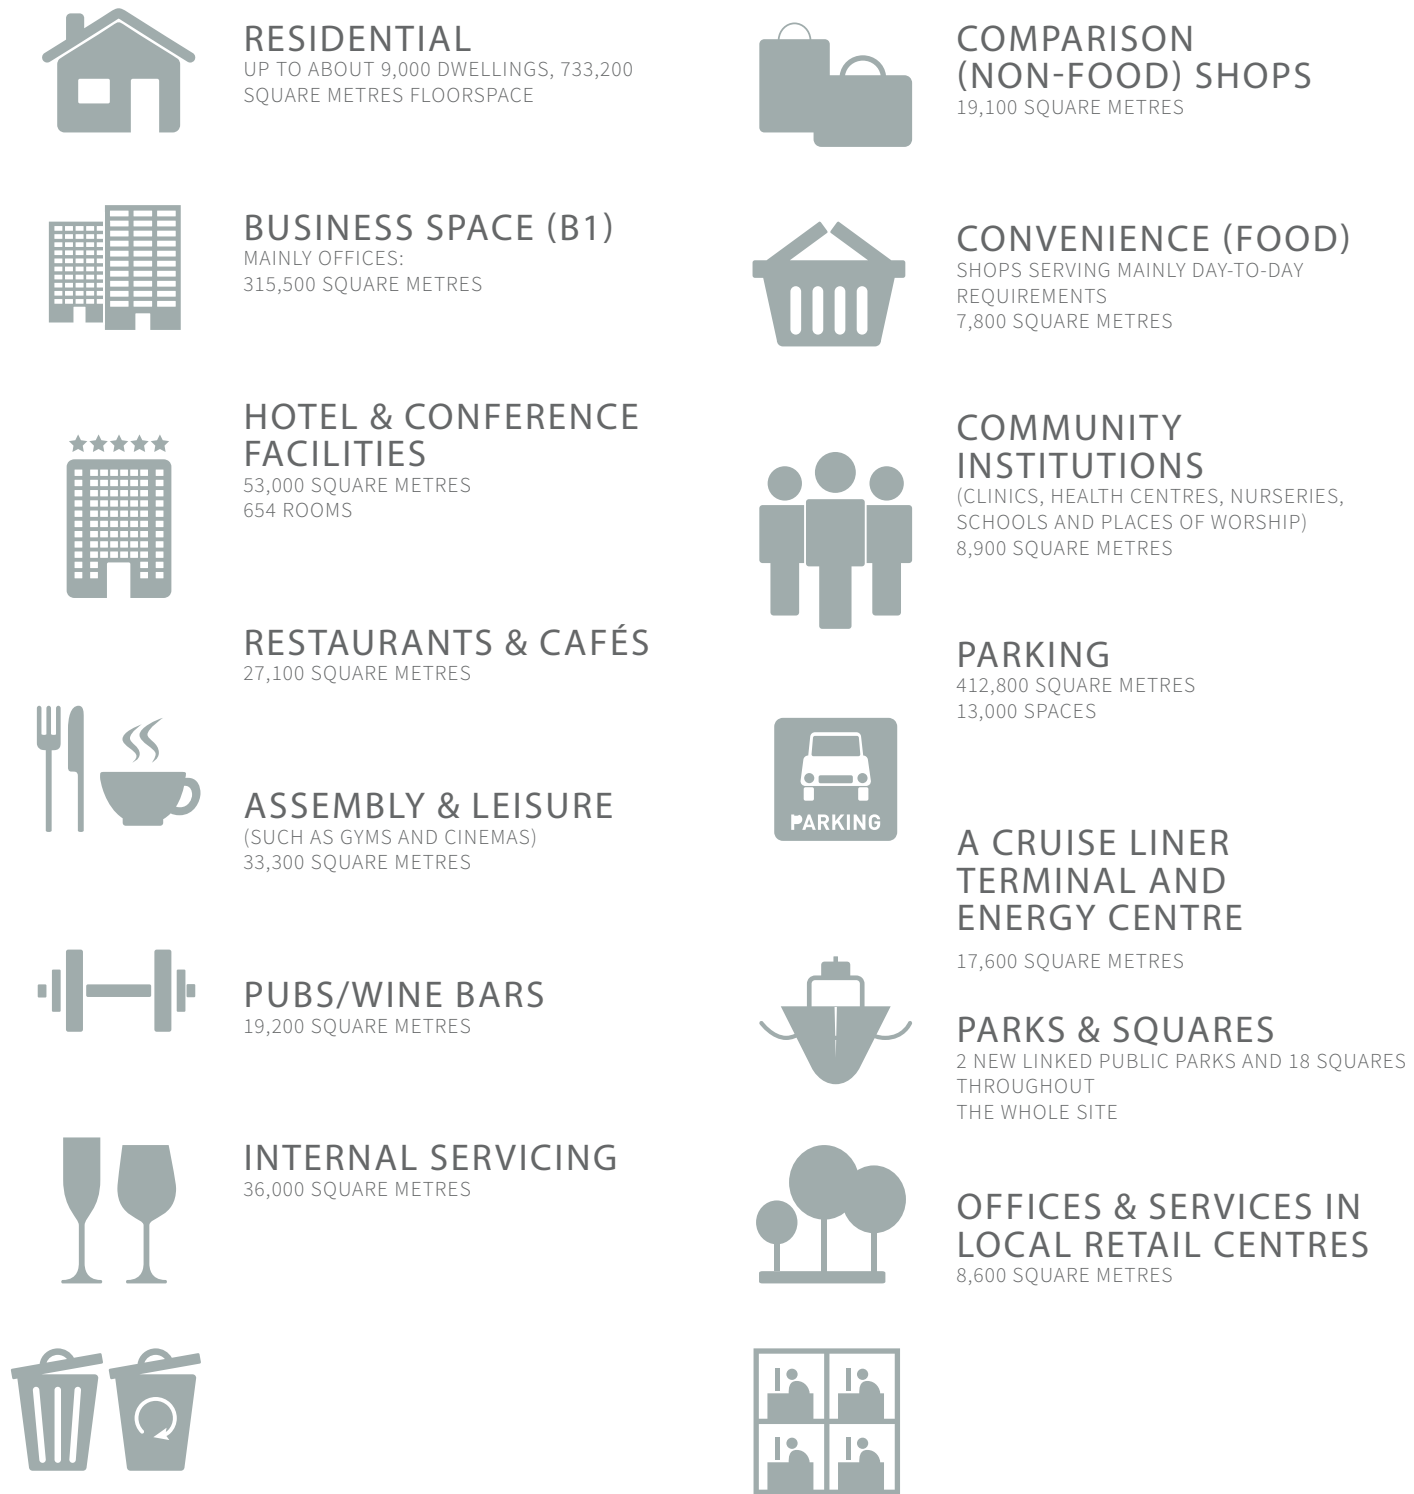 RESIDENTIAL
UP TO ABOUT 9,000 DWELLINGS, 733,200
SQUARE METRES FLOORSPACE
BUSINESS SPACE (B1)
MAINLY OFFICES:
315,500 SQUARE METRES
HOTEL & CONFERENCE
FACILITIES
53,000 SQUARE METRES
654 ROOMS
RESTAURANTS & CAFÉS
27,100 SQUARE METRES
ASSEMBLY & LEISURE
(SUCH AS GYMS AND CINEMAS)
33,300 SQUARE METRES
PUBS/WINE BARS
19,200 SQUARE METRES
INTERNAL SERVICING
36,000 SQUARE METRES
COMPARISON
(NON-FOOD) SHOPS
19,100 SQUARE METRES
CONVENIENCE (FOOD)
SHOPS SERVING MAINLY DAY-TO-DAY
REQUIREMENTS
7,800 SQUARE METRES
COMMUNITY
INSTITUTIONS
(CLINICS, HEALTH CENTRES, NURSERIES,
SCHOOLS AND PLACES OF WORSHIP)
8,900 SQUARE METRES
PARKING
412,800 SQUARE METRES
13,000 SPACES
PARKING
A CRUISE LINER
TERMINAL AND
ENERGY CENTRE
17,600 SQUARE METRES
PARKS & SQUARES
2 NEW LINKED PUBLIC PARKS AND 18 SQUARES
THROUGHOUT
THE WHOLE SITE
OFFICES & SERVICES IN
LOCAL RETAIL CENTRES
8,600 SQUARE METRES